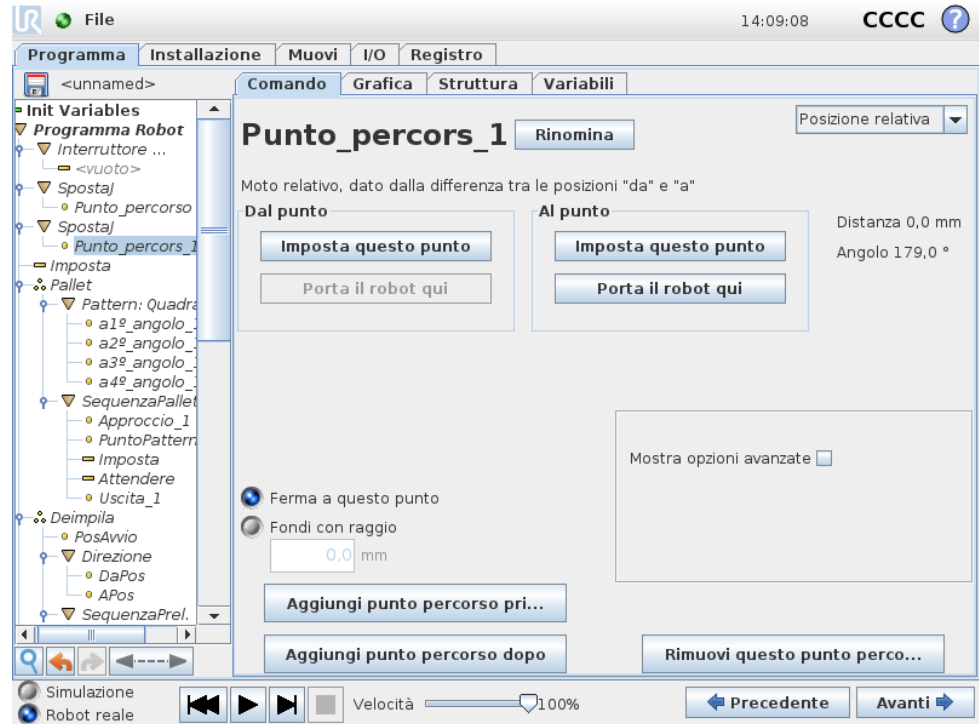 UR File 14:09:08 CCCC ?
Programma Installazione Muovi I/O Registro
<unnamed> Comando Grafica Struttura Variabili
Init Variables
Programma Robot
Interruttore ...
<vuoto>
SpostaJ
Punto_percorso
SpostaJ
Punto_percors_1
Imposta
Pallet
Pattern: Quadra
a1º_angolo_1
a2º_angolo_1
a3º_angolo_1
a4º_angolo_1
SequenzaPallet
Approccio_1
PuntoPattern
Imposta
Attendere
Uscita_1
Deimpila
PosAvvio
Direzione
DaPos
APos
SequenzaPrel.
Punto_percors_1 Rinomina Posizione relativa
Moto relativo, dato dalla differenza tra le posizioni "da" e "a"
Dal punto
Imposta questo punto
Porta il robot qui
Al punto
Imposta questo punto
Porta il robot qui
Distanza 0,0 mm
Angolo 179,0 °
Mostra opzioni avanzate
Ferma a questo punto
Fondi con raggio
0,0 mm
Aggiungi punto percorso pri...
Aggiungi punto percorso dopo Rimuovi questo punto perco...
Simulazione
Robot reale
Velocità 100% Precedente Avanti